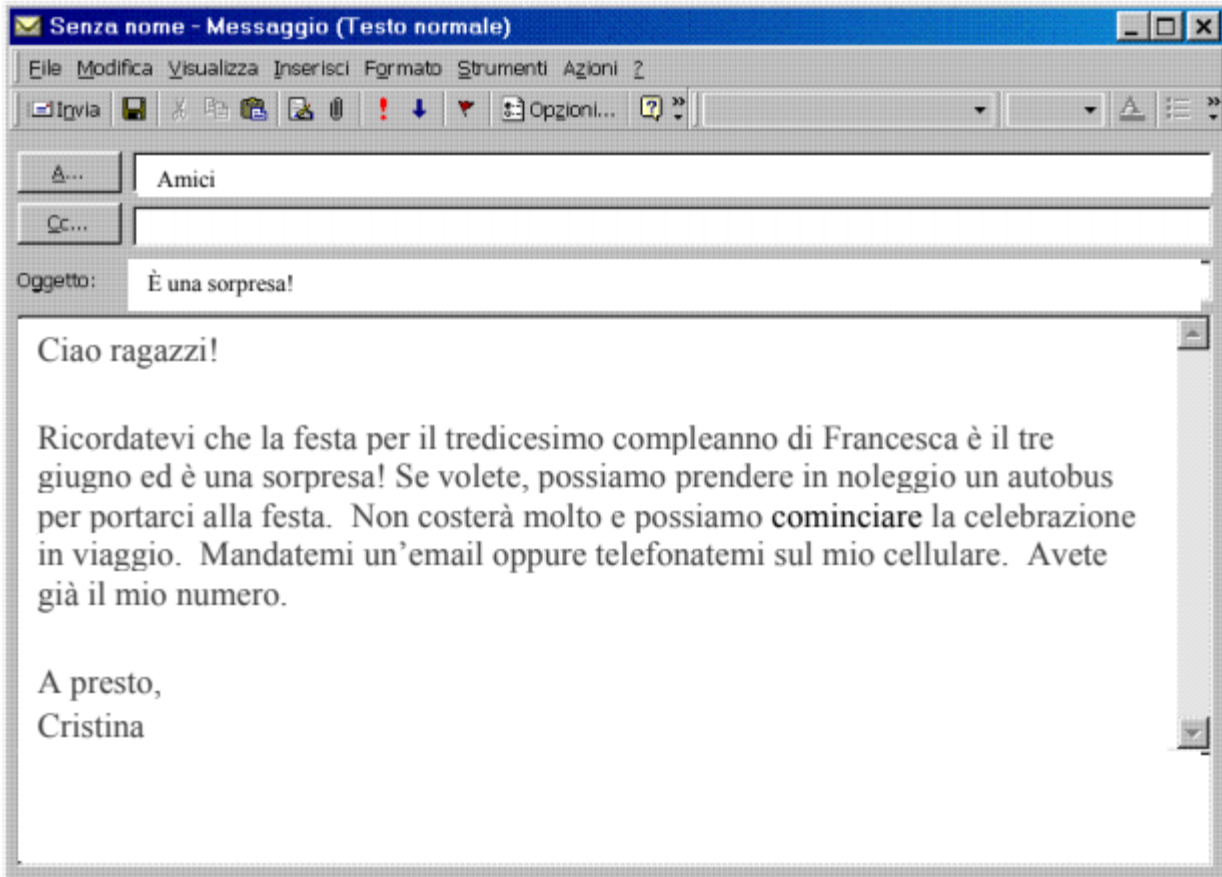 Senza nome - Messaggio (Testo normale)
File Modifica Visualizza Inserisci Formato Strumenti Azioni ?
Invia Opzioni...
A... Amici
Cc...
Oggetto: È una sorpresa!
Ciao ragazzi!
Ricordatevi che la festa per il tredicesimo compleanno di Francesca è il tre
giugno ed è una sorpresa! Se volete, possiamo prendere in noleggio un autobus
per portarci alla festa.  Non costerà molto e possiamo cominciare la celebrazione
in viaggio.  Mandatemi un’email oppure telefonatemi sul mio cellulare.  Avete
già il mio numero.
A presto,
Cristina